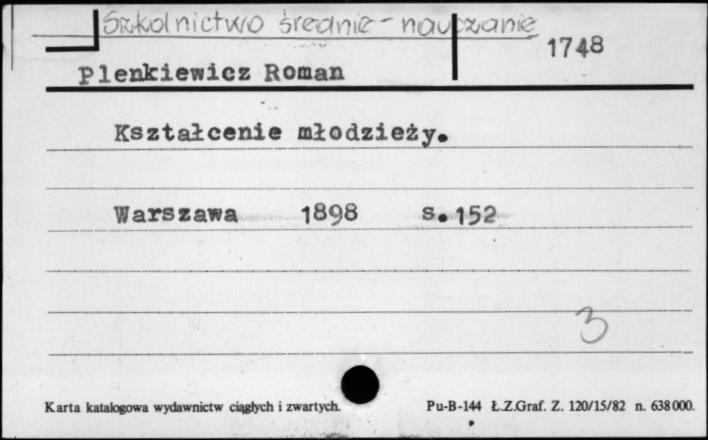 Szkolnictwo średnie - nauczanie
1748
Plenkiewicz Roman
Kształcenie młodzieży.
Warszawa 1898 s. 152
3
Karta katalogowa wydawnictw ciągłych i zwartych. Pu-B-144 Ł.Z.Graf. Z. 120/15/82 n. 638000.